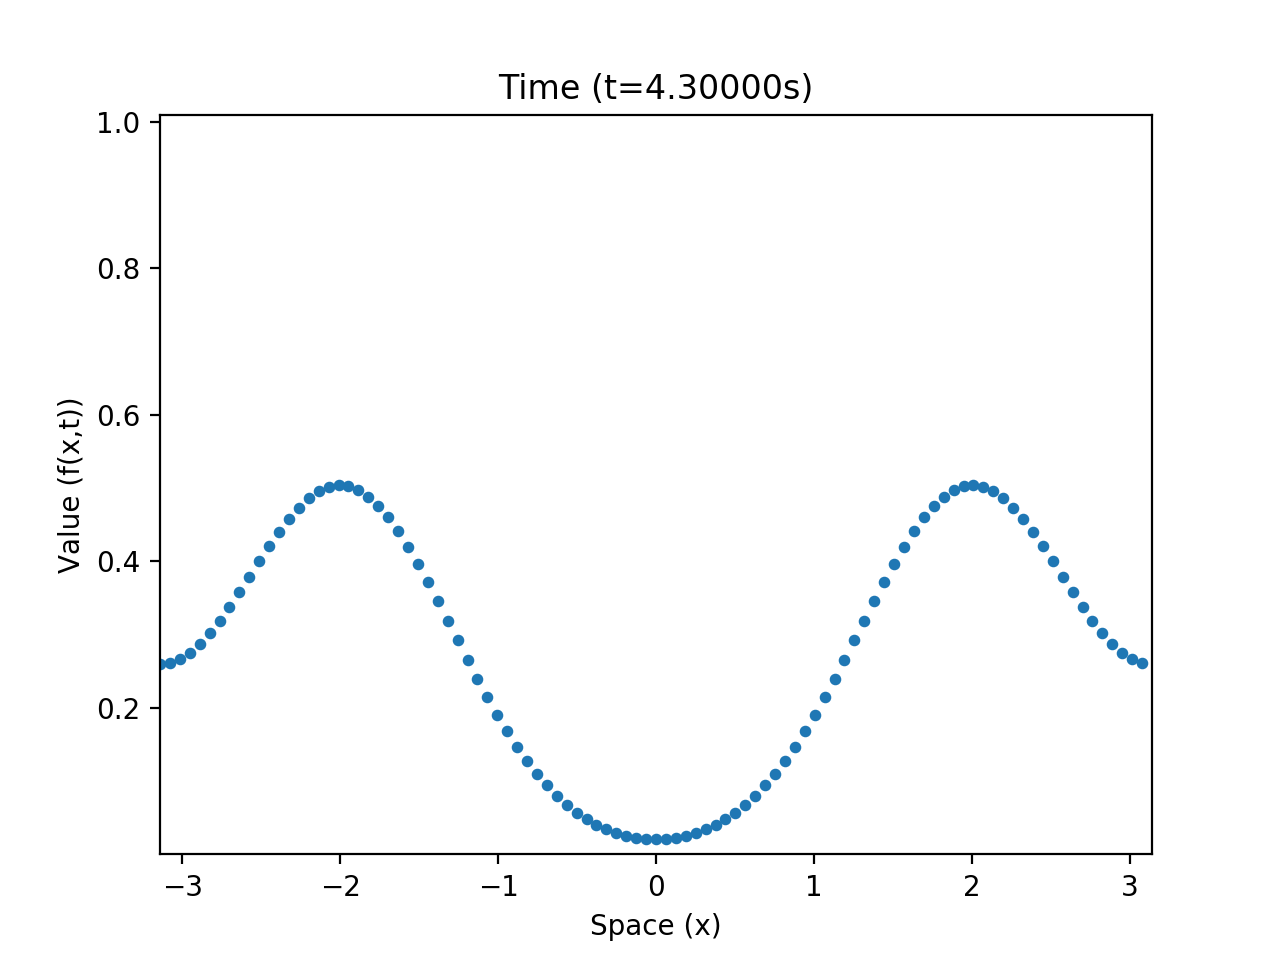 Time (t=4.30000s)
1.0
0.8
0.6
0.4
0.2
Value (f(x,t))
−3 −2 −1 0 1 2 3
Space (x)